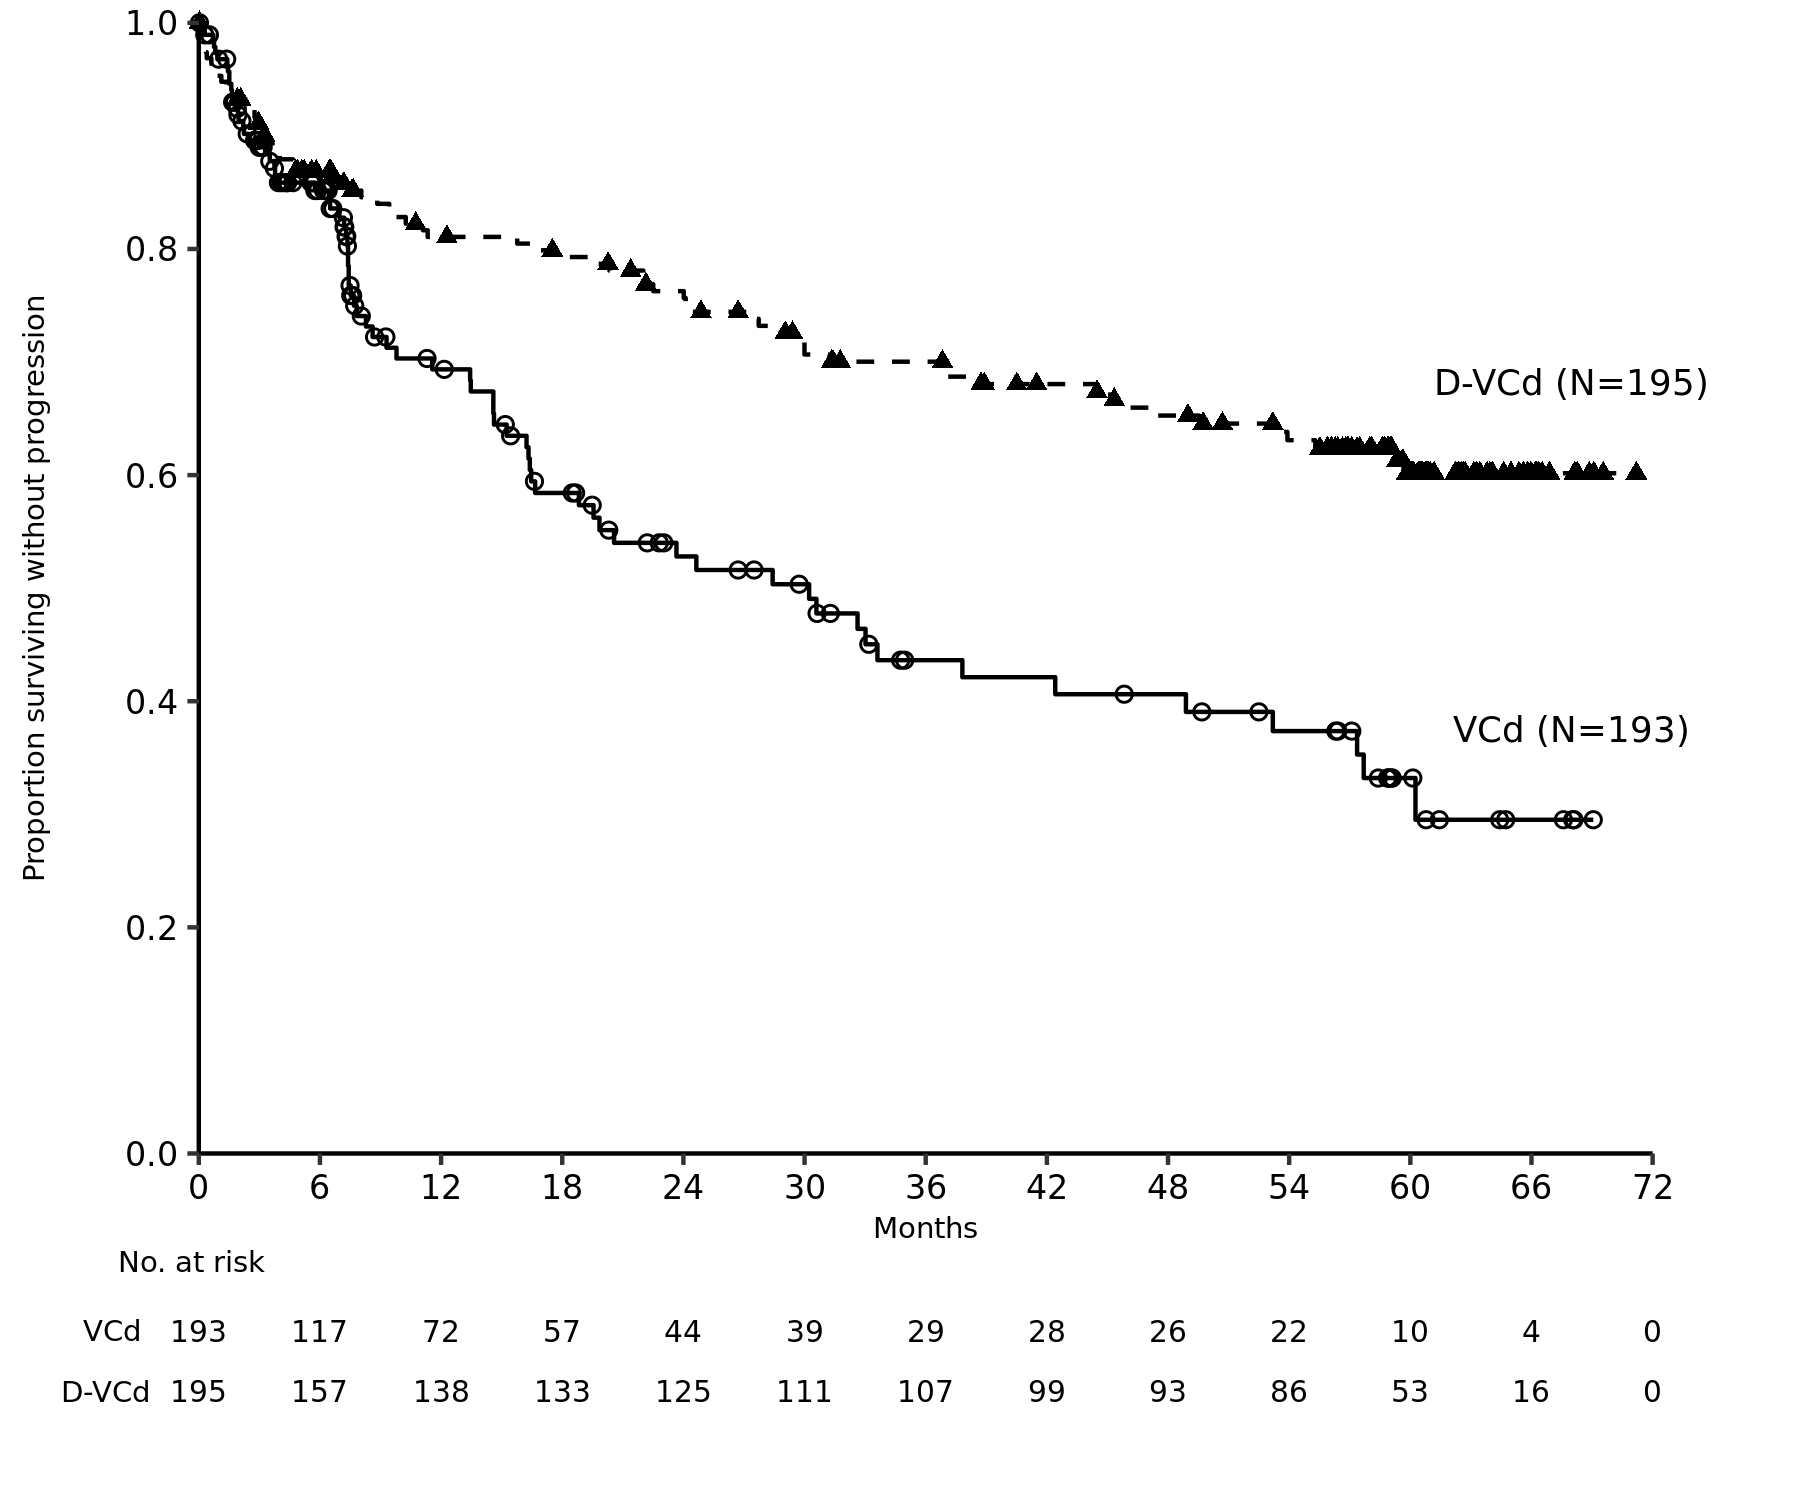 1.0
0.8
0.6
0.4
0.2
0.0
Proportion surviving without progression
D-VCd (N=195)
VCd (N=193)
0 6 12 18 24 30 36 42 48 54 60 66 72
Months
No. at risk
VCd 193 117 72 57 44 39 29 28 26 22 10 4 0
D-VCd 195 157 138 133 125 111 107 99 93 86 53 16 0